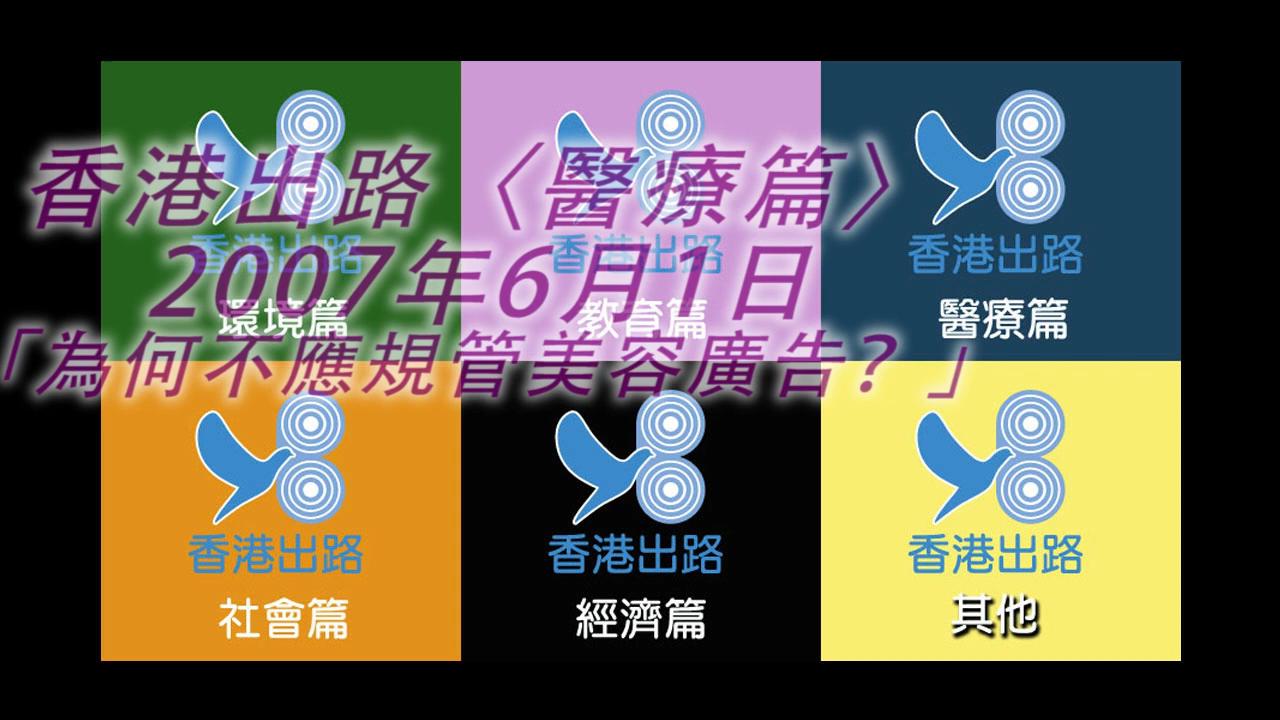 香港出路〈醫療篇〉
2007年6月1日
「為何不應規管美容廣告？」
香港出路
環境篇
香港出路
教育篇
香港出路
醫療篇
香港出路
社會篇
香港出路
經濟篇
香港出路
其他